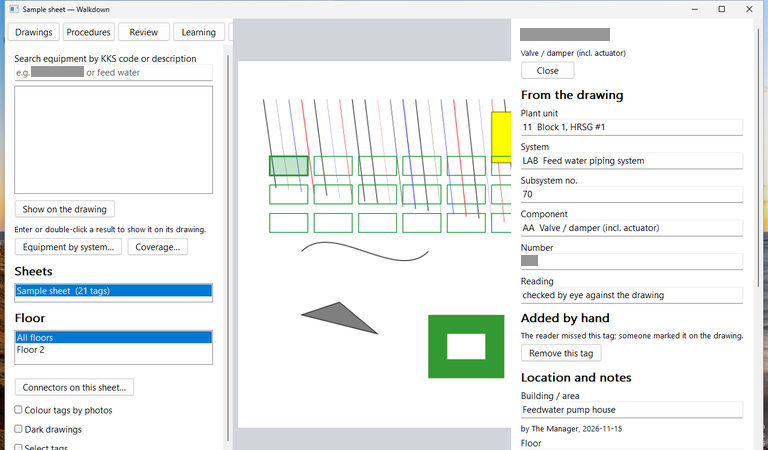 Sample sheet — Walkdown
Drawings
Procedures
Review
Learning
Search equipment by KKS code or description
e.g. or feed water
Show on the drawing
Enter or double-click a result to show it on its drawing.
Equipment by system...
Coverage...
Sheets
Sample sheet (21 tags)
Floor
All floors
Floor 2
Connectors on this sheet...
Colour tags by photos
Dark drawings
Select tags
Valve / damper (incl. actuator)
Close
From the drawing
Plant unit
11 Block 1, HRSG #1
System
LAB Feed water piping system
Subsystem no.
70
Component
AA Valve / damper (incl. actuator)
Number
Reading
checked by eye against the drawing
Added by hand
The reader missed this tag; someone marked it on the drawing.
Remove this tag
Location and notes
Building / area
Feedwater pump house
by The Manager, 2026-11-15
Floor